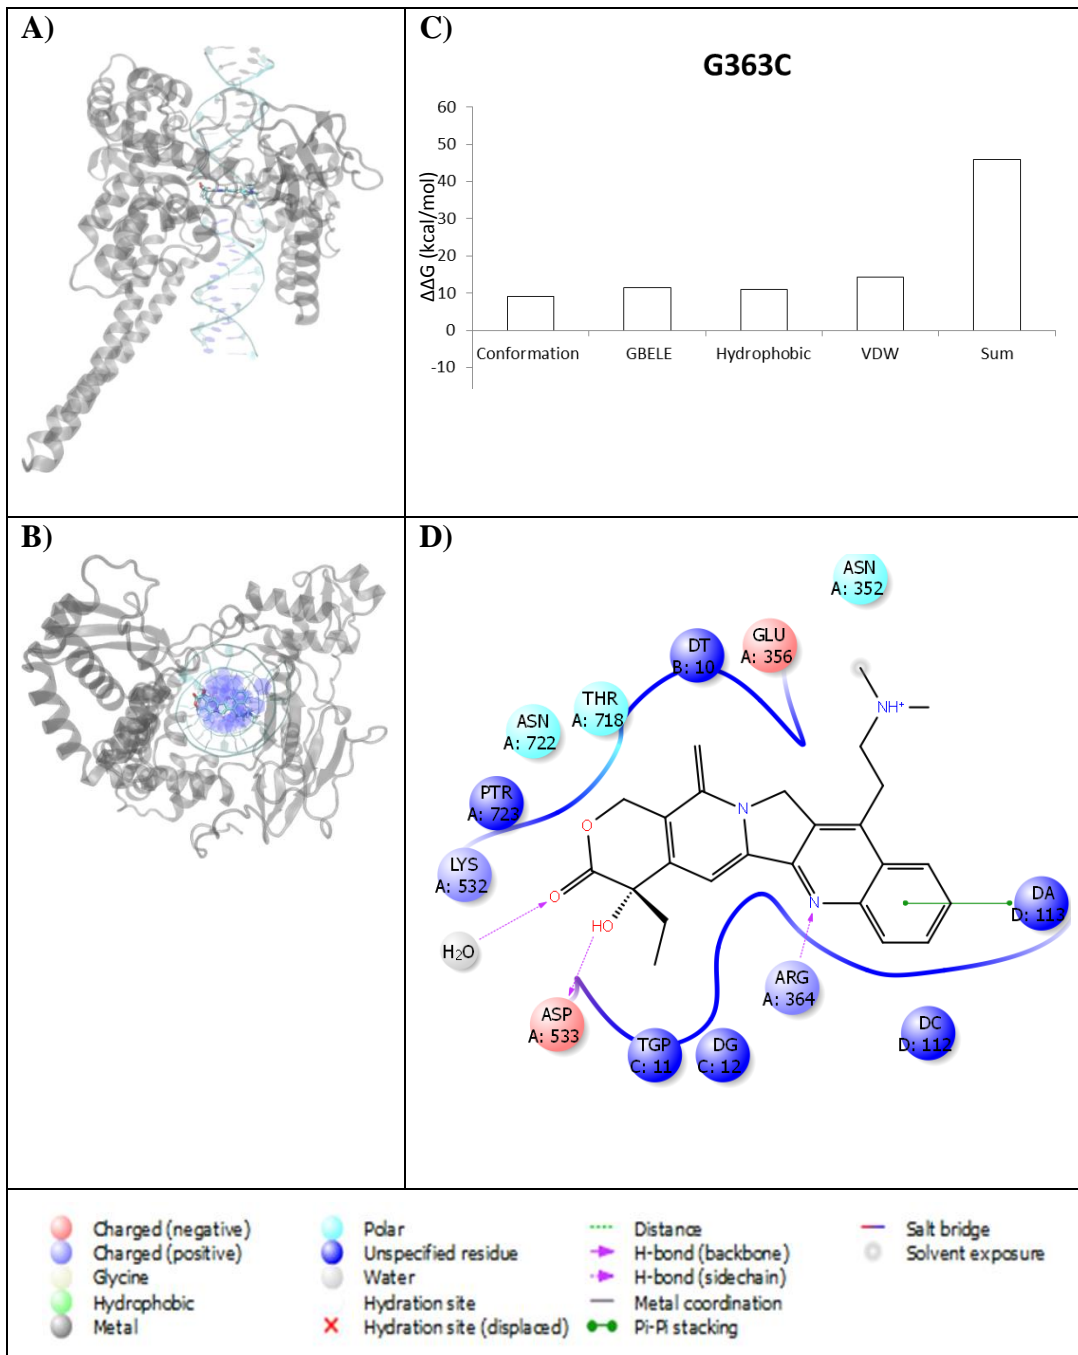 A)
C)
G363C
ΔΔG (kcal/mol)
60
50
40
30
20
10
0
-10
Conformation GBELE Hydrophobic VDW Sum
B)
D)
ASN
A: 352
GLU
A: 356
DT
B: 10
THR
A: 718
ASN
A: 722
PTR
A: 723
LYS
A: 532
NH+
N
O
O
HO
N
H2O
DA
D: 113
ARG
A: 364
ASP
A: 533
TGP
C: 11
DG
C: 12
DC
D: 112
Charged (negative) Polar Distance Salt bridge
Charged (positive) Unspecified residue H-bond (backbone) Solvent exposure
Glycine Water H-bond (sidechain)
Hydrophobic Hydration site Metal coordination
Metal Hydration site (displaced) Pi-Pi stacking